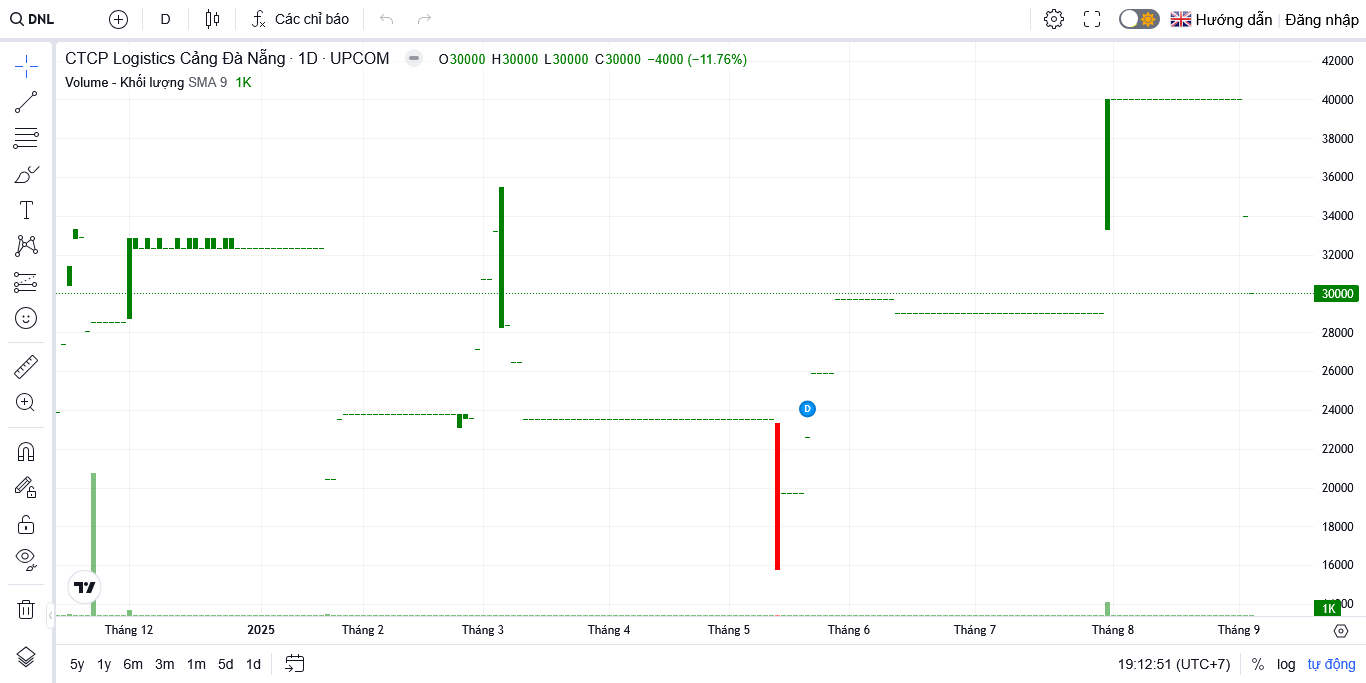 DNL D Các chỉ báo Hướng dẫn Đăng nhập
CTCP Logistics Cảng Đà Nẵng · 1D · UPCOM O30000 H30000 L30000 C30000 −4000 (−11.76%)
Volume - Khối lượng SMA 9 1K
42000
40000
38000
36000
34000
32000
30000
28000
26000
24000
D
22000
20000
18000
16000
1K
Tháng 12 2025 Tháng 2 Tháng 3 Tháng 4 Tháng 5 Tháng 6 Tháng 7 Tháng 8 Tháng 9
5y 1y 6m 3m 1m 5d 1d 19:12:51 (UTC+7) % log tự động